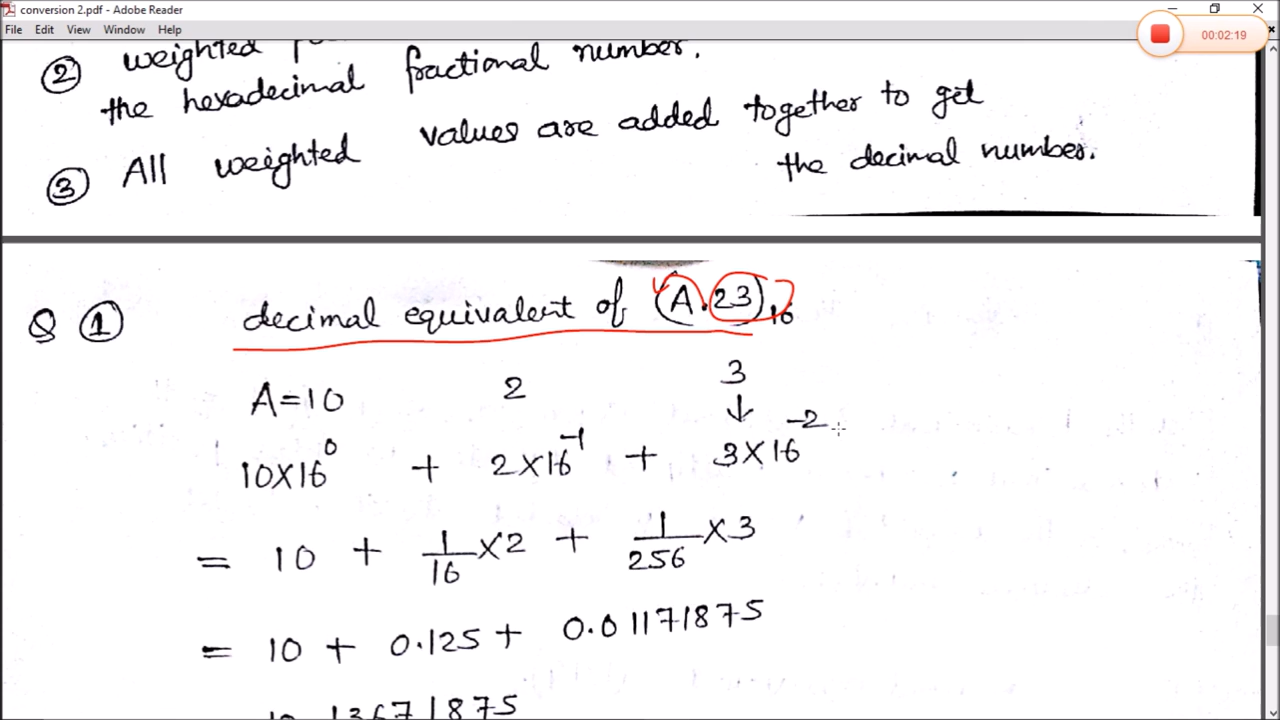 conversion 2.pdf - Adobe Reader
File Edit View Window Help
00:02:19
② weighted
the hexadecimal fractional number.
③ All weighted values are added together to get
the decimal number.
Q ① decimal equivalent of (A.23)₁₆
A=10 2 3
↓
10×16⁰ + 2×16⁻¹ + 3×16⁻²
= 10 + 1/16 ×2 + 1/256 ×3
= 10 + 0.125 + 0.01171875
10.13671875